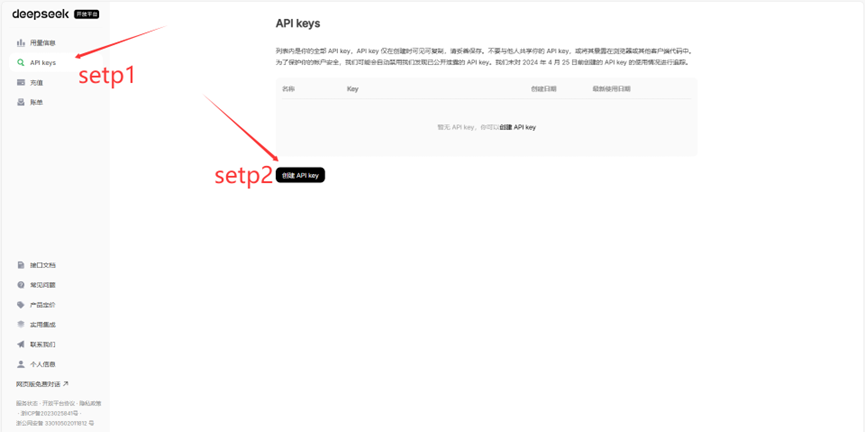 deepseek 开放平台
用量信息
API keys
充值
账单
setp1
API keys
列表内是你的全部 API key，API key 仅在创建时可见可复制，请妥善保存。不要与他人共享你的 API key，或将其暴露在浏览器或其他客户端代码中。
为了保护你的帐户安全，我们可能会自动禁用我们发现已公开泄露的 API key。我们未对 2024 年 4 月 25 日前创建的 API key 的使用情况进行追踪。
名称 Key 创建日期 最新使用日期
暂无 API key，你可以创建 API key
setp2
创建 API key
接口文档
常见问题
产品定价
实用集成
联系我们
个人信息
网页版免费对话
服务状态 · 开放平台协议 · 隐私政策
· 浙ICP备2023025841号 ·
浙公网安备 33010502011812 号